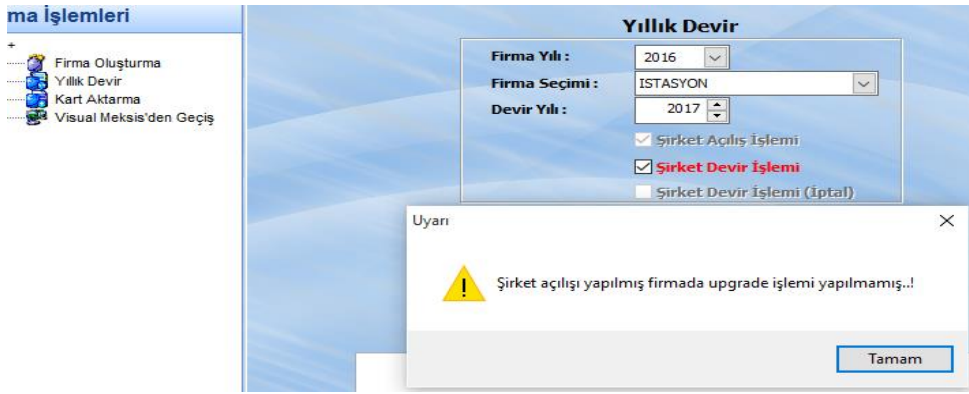 ma İşlemleri
Firma Oluşturma
Yıllık Devir
Kart Aktarma
Visual Meksis'den Geçiş
Yıllık Devir
Firma Yılı :
2016
Firma Seçimi :
ISTASYON
Devir Yılı :
2017
Şirket Açılış İşlemi
Şirket Devir İşlemi
Şirket Devir İşlemi (İptal)
Uyarı
Şirket açılışı yapılmış firmada upgrade işlemi yapılmamış..!
Tamam